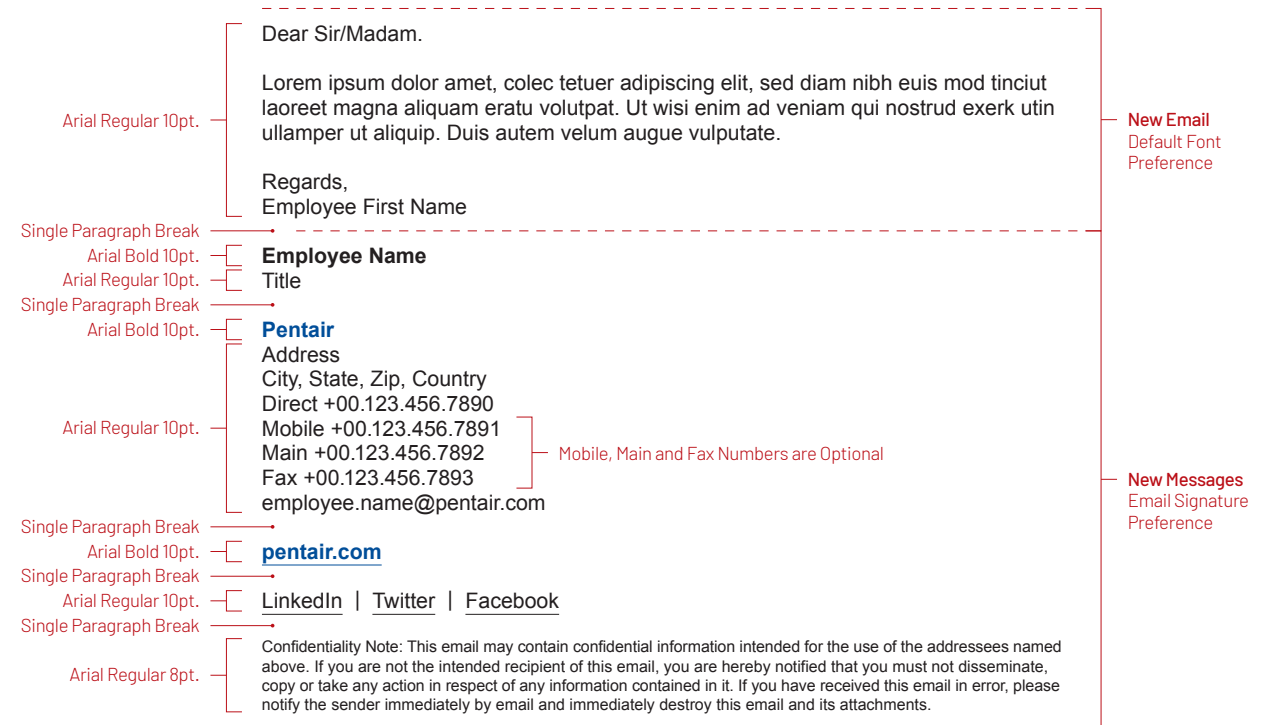 Dear Sir/Madam.
Lorem ipsum dolor amet, colec tetuer adipiscing elit, sed diam nibh euis mod tinciut
laoreet magna aliquam eratu volutpat. Ut wisi enim ad veniam qui nostrud exerk utin
ullamper ut aliquip. Duis autem velum augue vulputate.
Arial Regular 10pt.
New Email
Default Font
Preference
Regards,
Employee First Name
Single Paragraph Break
Arial Bold 10pt.
Employee Name
Arial Regular 10pt.
Title
Single Paragraph Break
Arial Bold 10pt.
Pentair
Address
City, State, Zip, Country
Direct +00.123.456.7890
Arial Regular 10pt.
Mobile +00.123.456.7891
Main +00.123.456.7892
Mobile, Main and Fax Numbers are Optional
Fax +00.123.456.7893
employee.name@pentair.com
New Messages
Email Signature
Preference
Single Paragraph Break
Arial Bold 10pt.
pentair.com
Single Paragraph Break
Arial Regular 10pt.
LinkedIn | Twitter | Facebook
Single Paragraph Break
Arial Regular 8pt.
Confidentiality Note: This email may contain confidential information intended for the use of the addressees named
above. If you are not the intended recipient of this email, you are hereby notified that you must not disseminate,
copy or take any action in respect of any information contained in it. If you have received this email in error, please
notify the sender immediately by email and immediately destroy this email and its attachments.